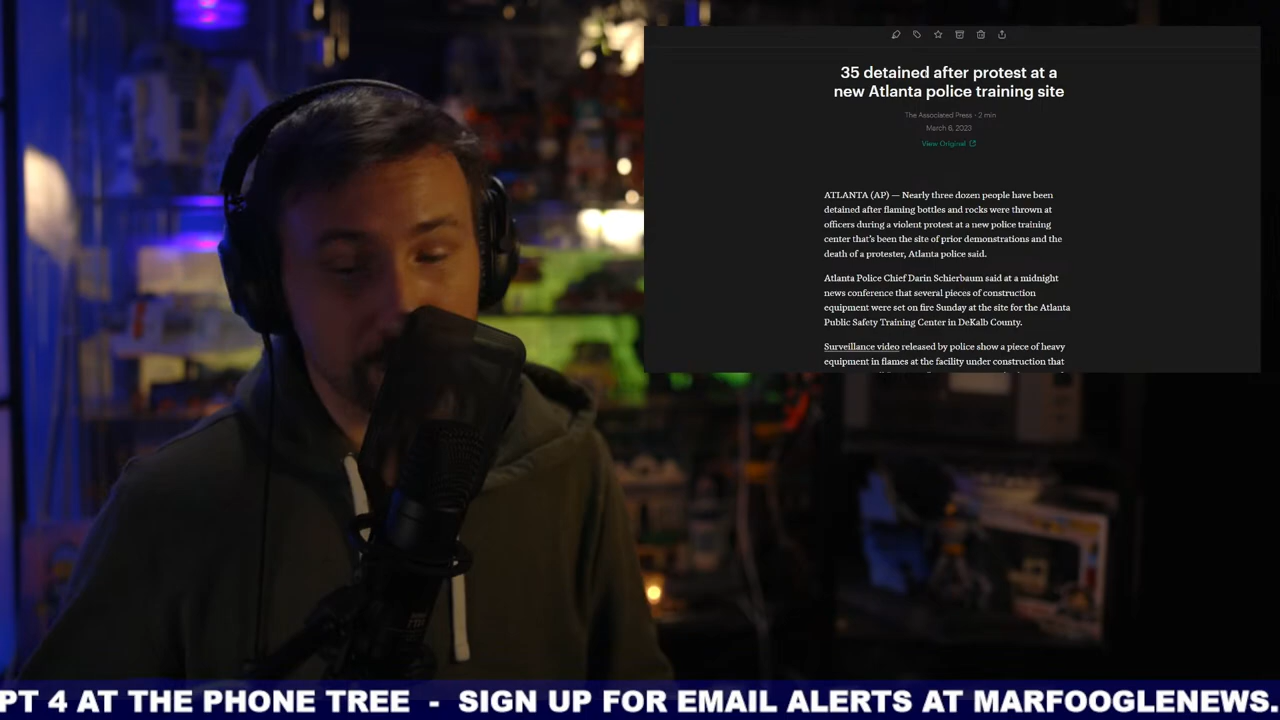 35 detained after protest at a
new Atlanta police training site
The Associated Press · 2 min
March 6, 2023
View Original
ATLANTA (AP) — Nearly three dozen people have been
detained after flaming bottles and rocks were thrown at
officers during a violent protest at a new police training
center that's been the site of prior demonstrations and the
death of a protester, Atlanta police said.
Atlanta Police Chief Darin Schierbaum said at a midnight
news conference that several pieces of construction
equipment were set on fire Sunday at the site for the Atlanta
Public Safety Training Center in DeKalb County.
Surveillance video released by police show a piece of heavy
equipment in flames at the facility under construction that
PT 4 AT THE PHONE TREE - SIGN UP FOR EMAIL ALERTS AT MARFOOGLENEWS.